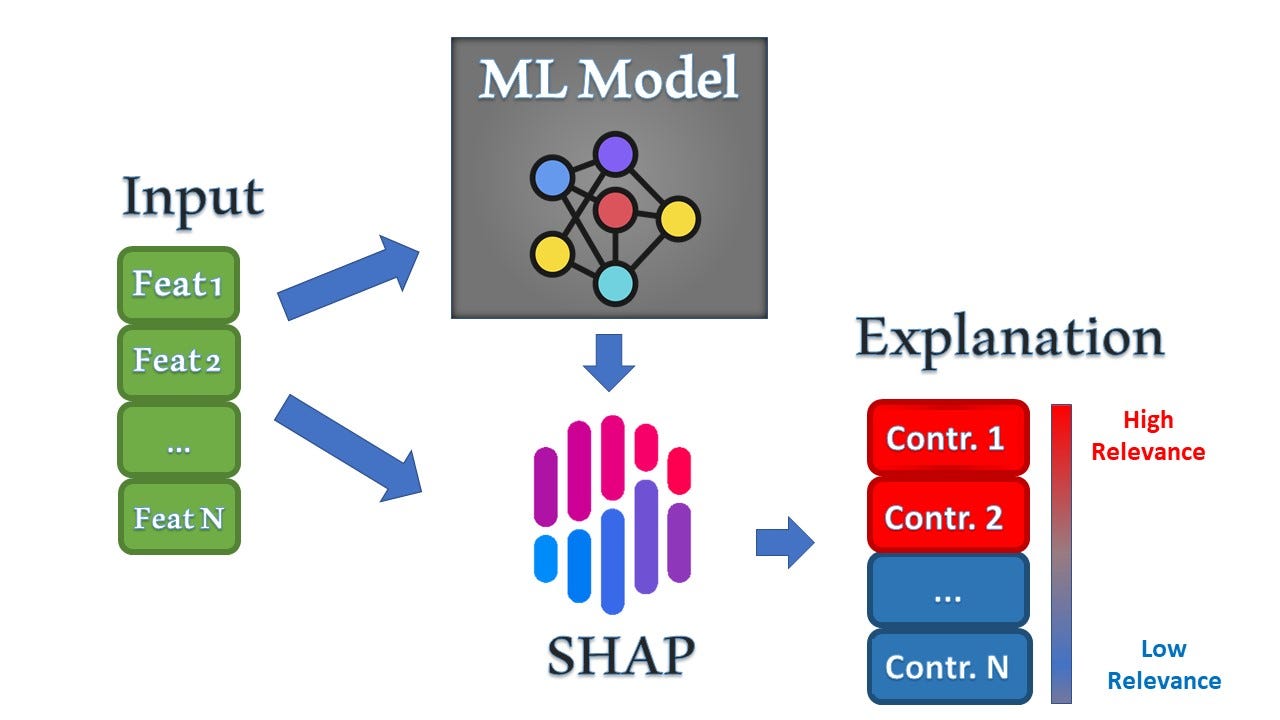 Input
Feat 1
Feat 2
...
Feat N
ML Model
SHAP
Explanation
Contr. 1
Contr. 2
...
Contr. N
High
Relevance
Low
Relevance